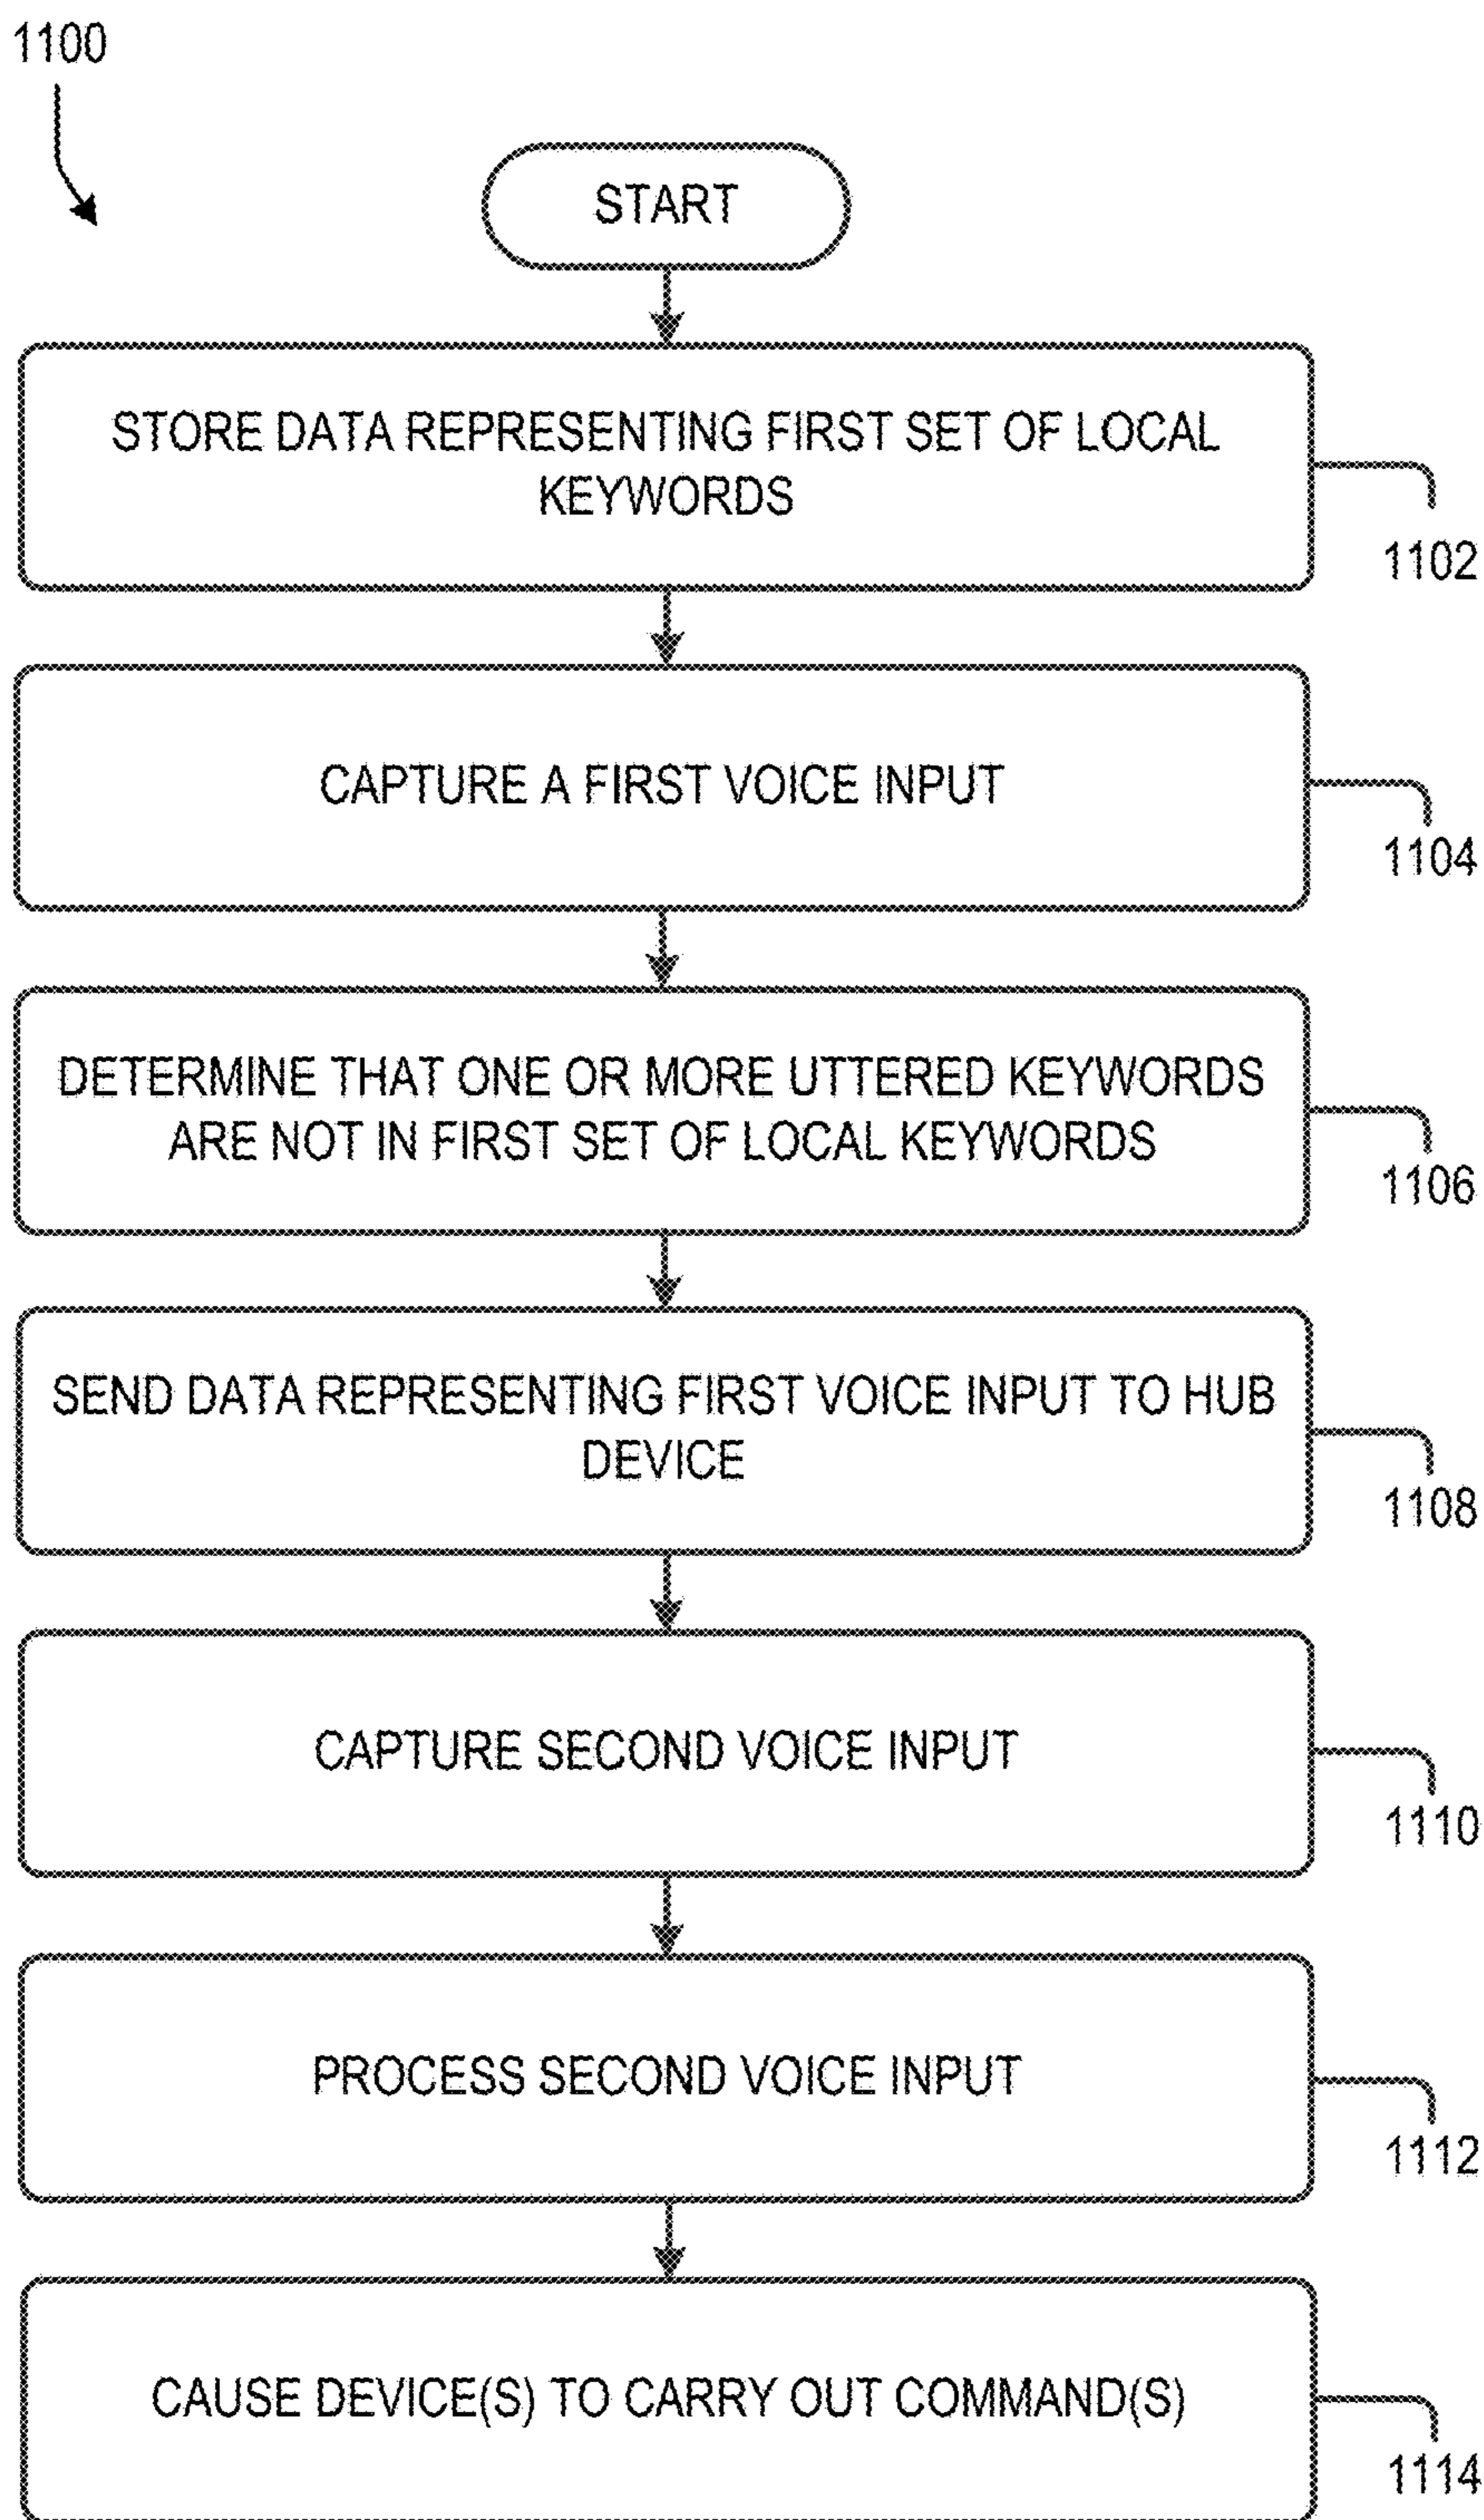 1100
START
STORE DATA REPRESENTING FIRST SET OF LOCAL
KEYWORDS
1102
CAPTURE A FIRST VOICE INPUT
1104
DETERMINE THAT ONE OR MORE UTTERED KEYWORDS
ARE NOT IN FIRST SET OF LOCAL KEYWORDS
1106
SEND DATA REPRESENTING FIRST VOICE INPUT TO HUB
DEVICE
1108
CAPTURE SECOND VOICE INPUT
1110
PROCESS SECOND VOICE INPUT
1112
CAUSE DEVICE(S) TO CARRY OUT COMMAND(S)
1114